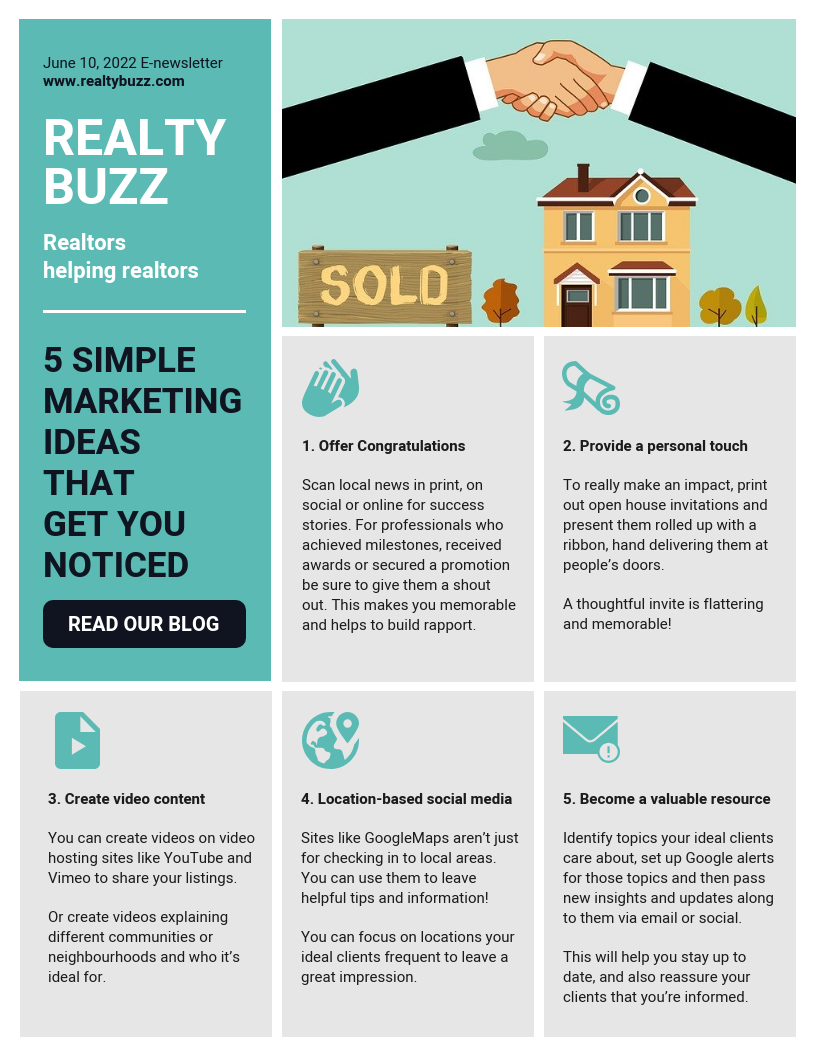 June 10, 2022 E-newsletter
www.realtybuzz.com
REALTY
BUZZ
Realtors
helping realtors
5 SIMPLE
MARKETING
IDEAS
THAT
GET YOU
NOTICED
READ OUR BLOG
SOLD
1. Offer Congratulations
Scan local news in print, on
social or online for success
stories. For professionals who
achieved milestones, received
awards or secured a promotion
be sure to give them a shout
out. This makes you memorable
and helps to build rapport.
2. Provide a personal touch
To really make an impact, print
out open house invitations and
present them rolled up with a
ribbon, hand delivering them at
people’s doors.
A thoughtful invite is flattering
and memorable!
3. Create video content
You can create videos on video
hosting sites like YouTube and
Vimeo to share your listings.
Or create videos explaining
different communities or
neighbourhoods and who it’s
ideal for.
4. Location-based social media
Sites like GoogleMaps aren’t just
for checking in to local areas.
You can use them to leave
helpful tips and information!
You can focus on locations your
ideal clients frequent to leave a
great impression.
5. Become a valuable resource
Identify topics your ideal clients
care about, set up Google alerts
for those topics and then pass
new insights and updates along
to them via email or social.
This will help you stay up to
date, and also reassure your
clients that you’re informed.